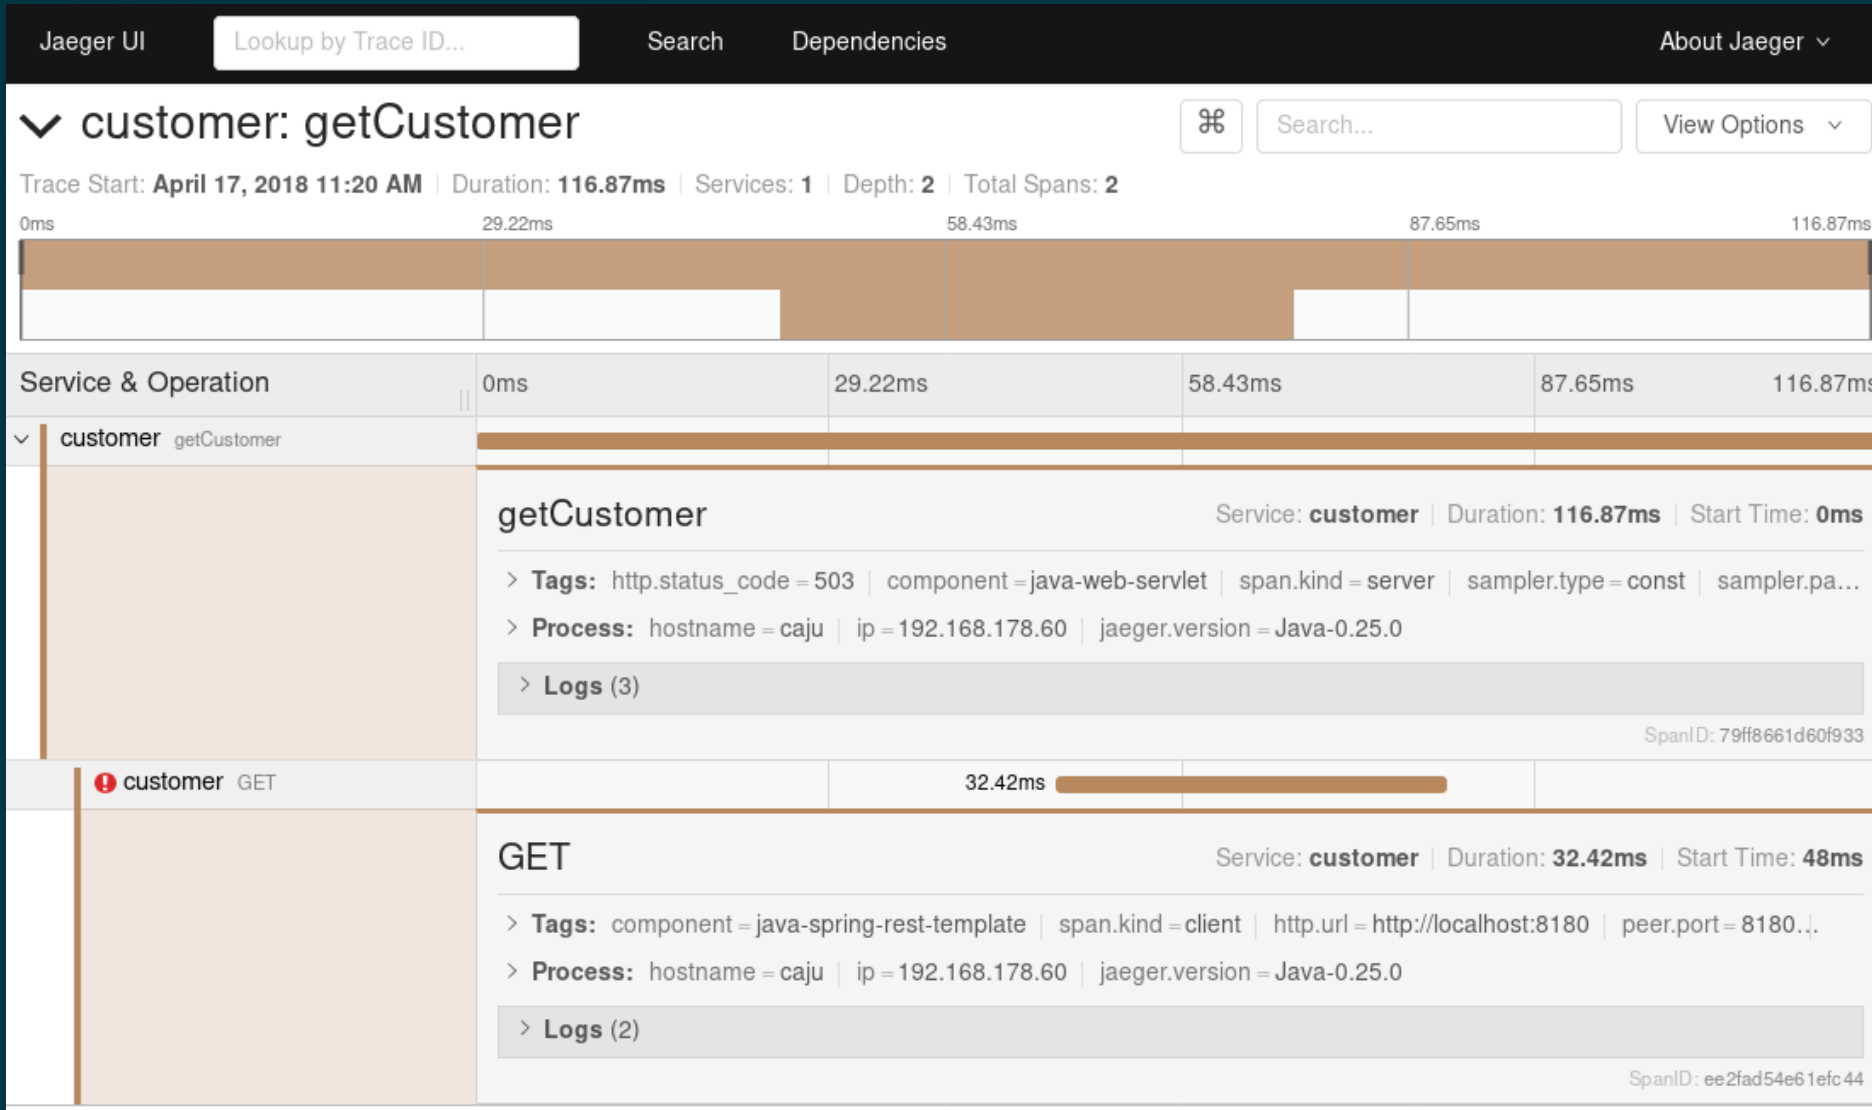 Jaeger UI Lookup by Trace ID... Search Dependencies About Jaeger
customer: getCustomer ⌘ Search... View Options
Trace Start: April 17, 2018 11:20 AM | Duration: 116.87ms | Services: 1 | Depth: 2 | Total Spans: 2
0ms 29.22ms 58.43ms 87.65ms 116.87ms
Service & Operation 0ms 29.22ms 58.43ms 87.65ms 116.87ms
customer getCustomer
getCustomer Service: customer | Duration: 116.87ms | Start Time: 0ms
Tags: http.status_code = 503 | component = java-web-servlet | span.kind = server | sampler.type = const | sampler.pa...
Process: hostname = caju | ip = 192.168.178.60 | jaeger.version = Java-0.25.0
Logs (3)
SpanID: 79ff8661d60f933
customer GET 32.42ms
GET Service: customer | Duration: 32.42ms | Start Time: 48ms
Tags: component = java-spring-rest-template | span.kind = client | http.url = http://localhost:8180 | peer.port = 8180...
Process: hostname = caju | ip = 192.168.178.60 | jaeger.version = Java-0.25.0
Logs (2)
SpanID: ee2fad54e61efc44